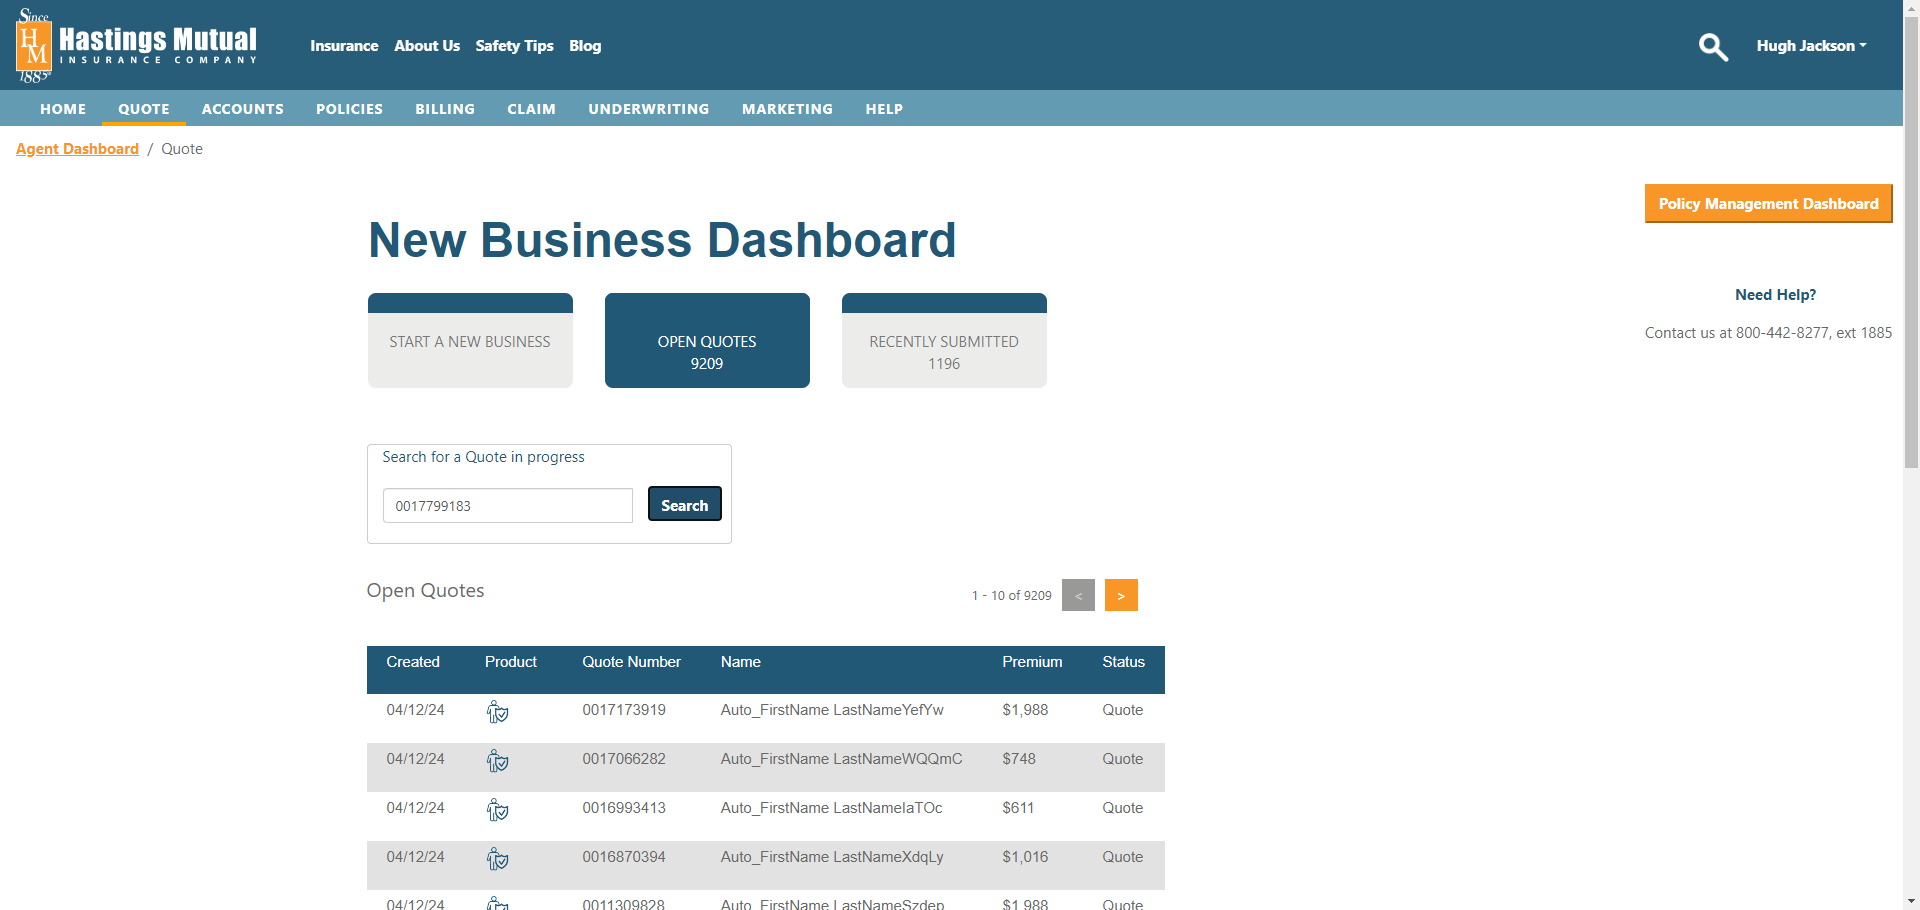 Since
HM
1885
Hastings Mutual
INSURANCE COMPANY
Insurance About Us Safety Tips Blog
Hugh Jackson
HOME QUOTE ACCOUNTS POLICIES BILLING CLAIM UNDERWRITING MARKETING HELP
Agent Dashboard / Quote
Policy Management Dashboard
New Business Dashboard
Need Help?
Contact us at 800-442-8277, ext 1885
START A NEW BUSINESS
OPEN QUOTES
9209
RECENTLY SUBMITTED
1196
Search for a Quote in progress
0017799183 Search
Open Quotes
1 - 10 of 9209 < >
Created Product Quote Number Name Premium Status
04/12/24 0017173919 Auto_FirstName LastNameYefYw $1,988 Quote
04/12/24 0017066282 Auto_FirstName LastNameWQQmC $748 Quote
04/12/24 0016993413 Auto_FirstName LastNameIaTOc $611 Quote
04/12/24 0016870394 Auto_FirstName LastNameXdqLy $1,016 Quote
04/12/24 0011309828 Auto_FirstName LastNameSzdep $1,988 Quote